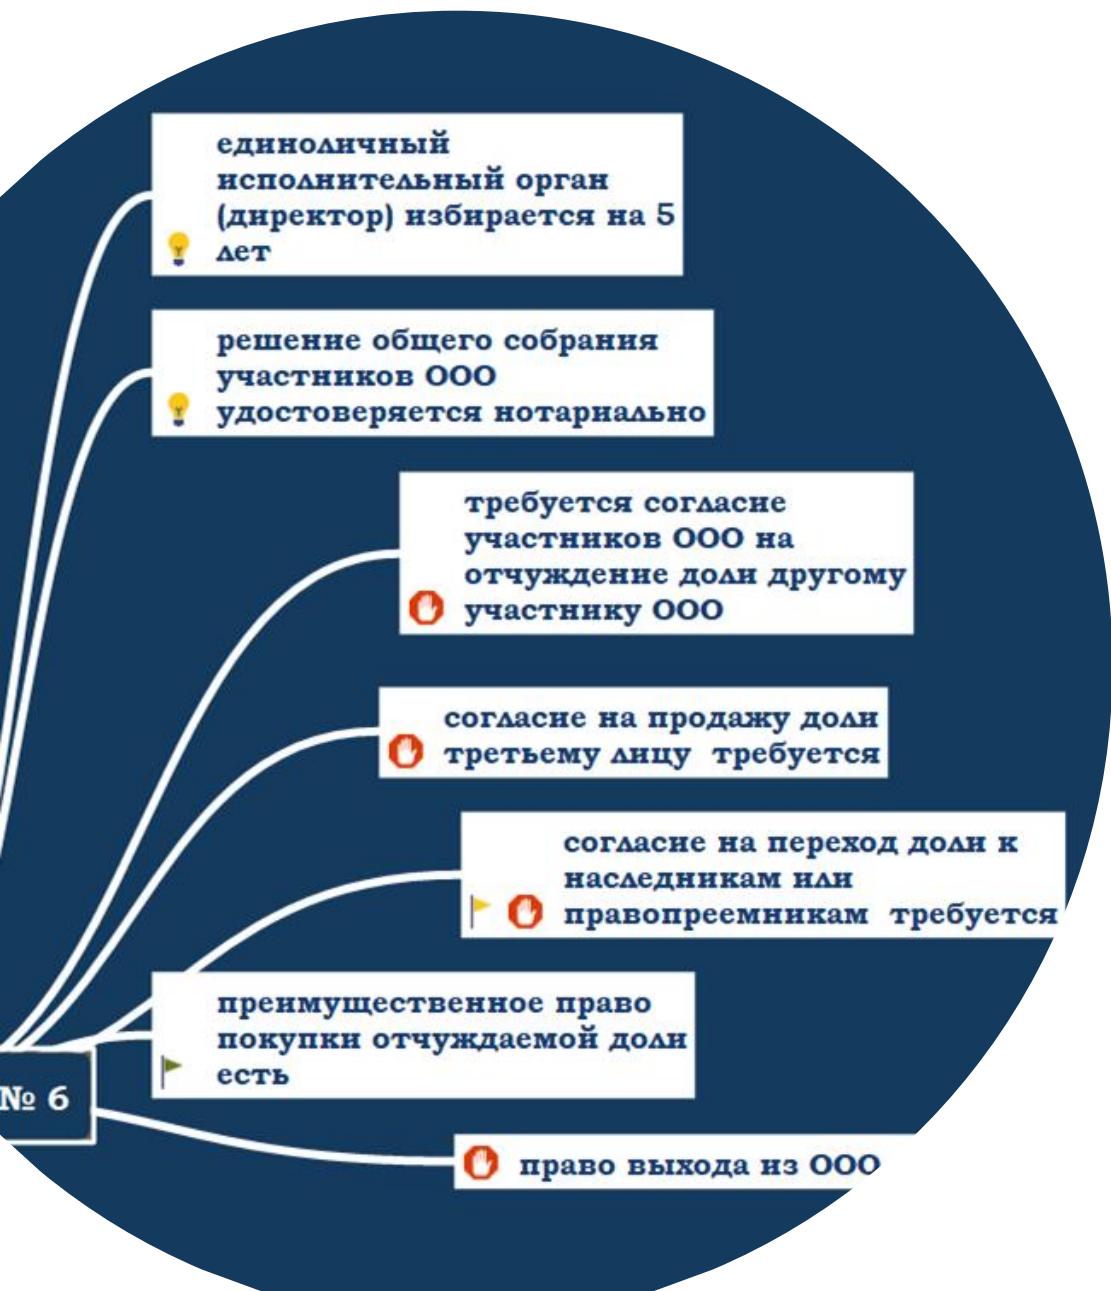 единоличный
исполнительный орган
(директор) избирается на 5
лет
решение общего собрания
участников ООО
удостоверяется нотариально
требуется согласие
участников ООО на
отчуждение доли другому
участнику ООО
согласие на продажу доли
третьему лицу требуется
согласие на переход доли к
наследникам или
правопреемникам требуется
преимущественное право
покупки отчуждаемой доли
есть
№ 6
право выхода из ООО